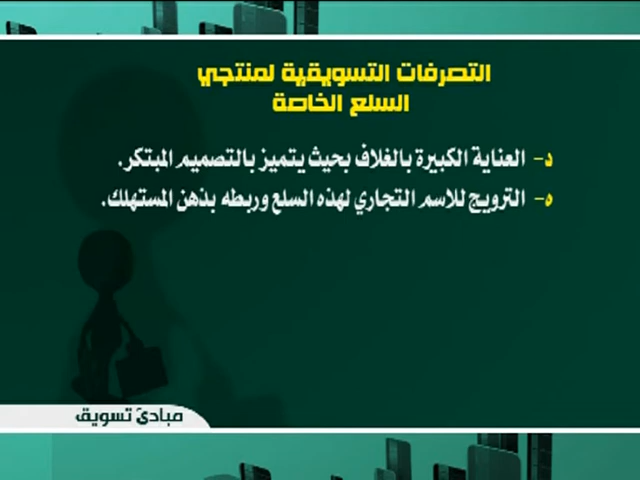 التصرفات التسويقية لمنتجي
السلع الخاصة
د- العناية الكبيرة بالغلاف بحيث يتميز بالتصميم المبتكر.
ه- الترويج للاسم التجاري لهذه السلع وربطه بذهن المستهلك.
مبادئ تسويق